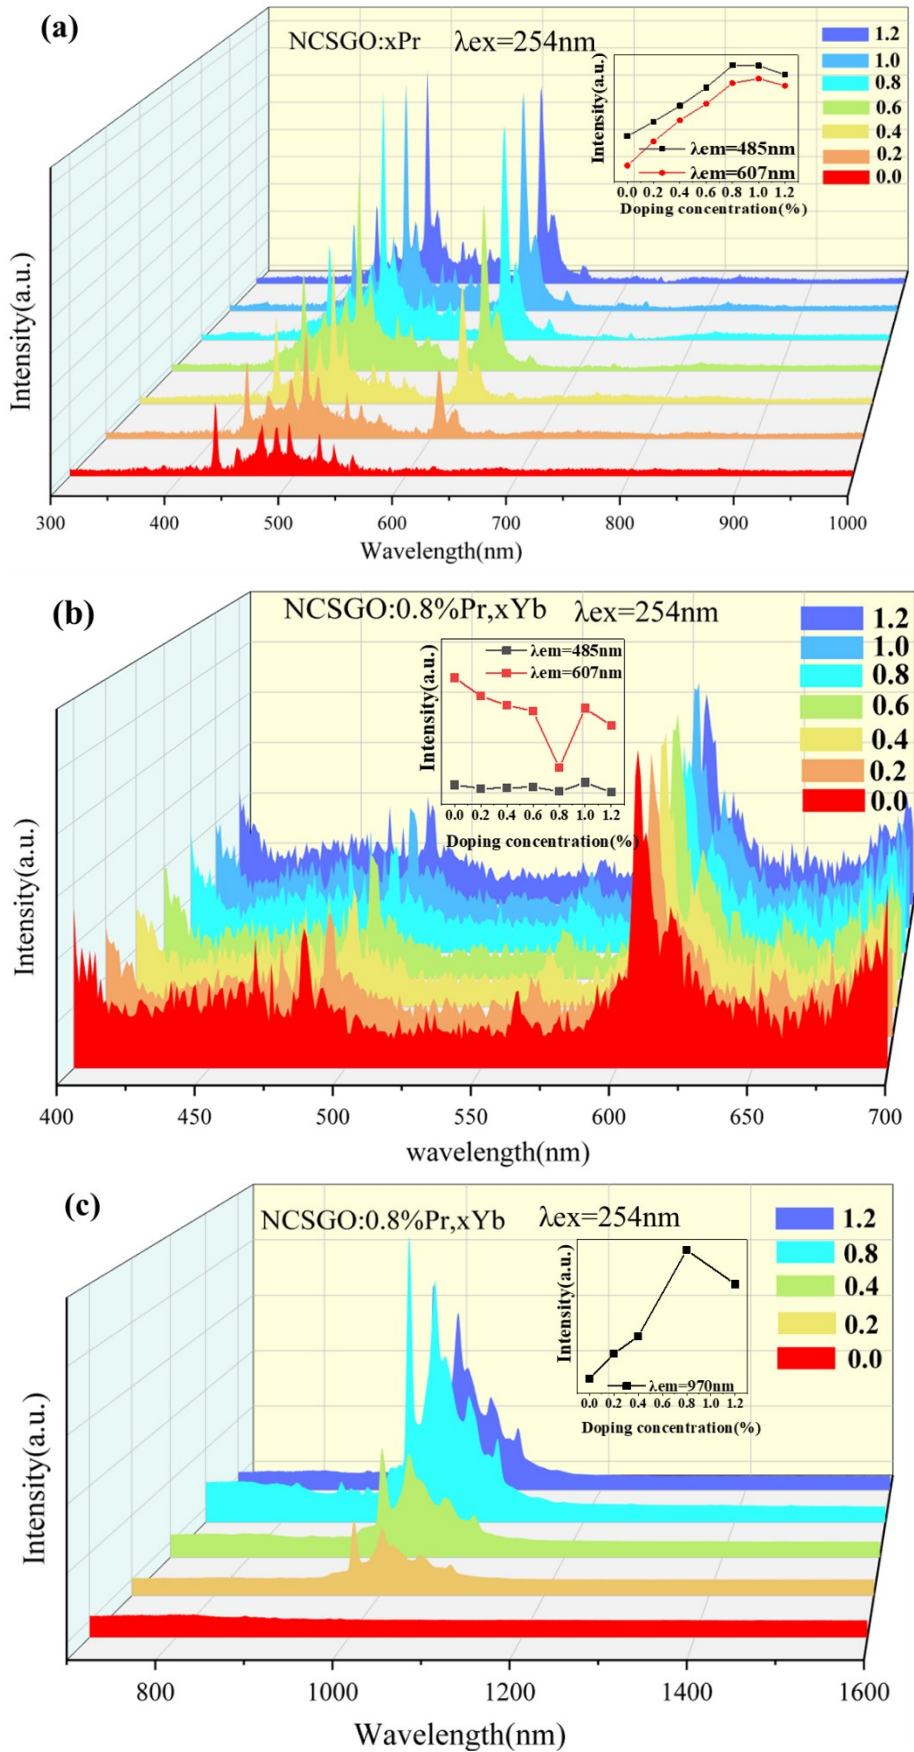 (a)
NCSGO:xPr λex=254nm
1.2
1.0
0.8
0.6
0.4
0.2
0.0
Intensity(a.u.)
λem=485nm
λem=607nm
0.0 0.2 0.4 0.6 0.8 1.0 1.2
Doping concentration(%)
Intensity(a.u.)
300 400 500 600 700 800 900 1000
Wavelength(nm)
(b)
NCSGO:0.8%Pr,xYb λex=254nm
1.2
1.0
0.8
0.6
0.4
0.2
0.0
λem=485nm
λem=607nm
Intensity(a.u.)
0.0 0.2 0.4 0.6 0.8 1.0 1.2
Doping concentration(%)
Intensity(a.u.)
400 450 500 550 600 650 700
wavelength(nm)
(c)
NCSGO:0.8%Pr,xYb λex=254nm
1.2
0.8
0.4
0.2
0.0
Intensity(a.u.)
λem=970nm
0.0 0.2 0.4 0.6 0.8 1.0 1.2
Doping concentration(%)
Intensity(a.u.)
800 1000 1200 1400 1600
Wavelength(nm)